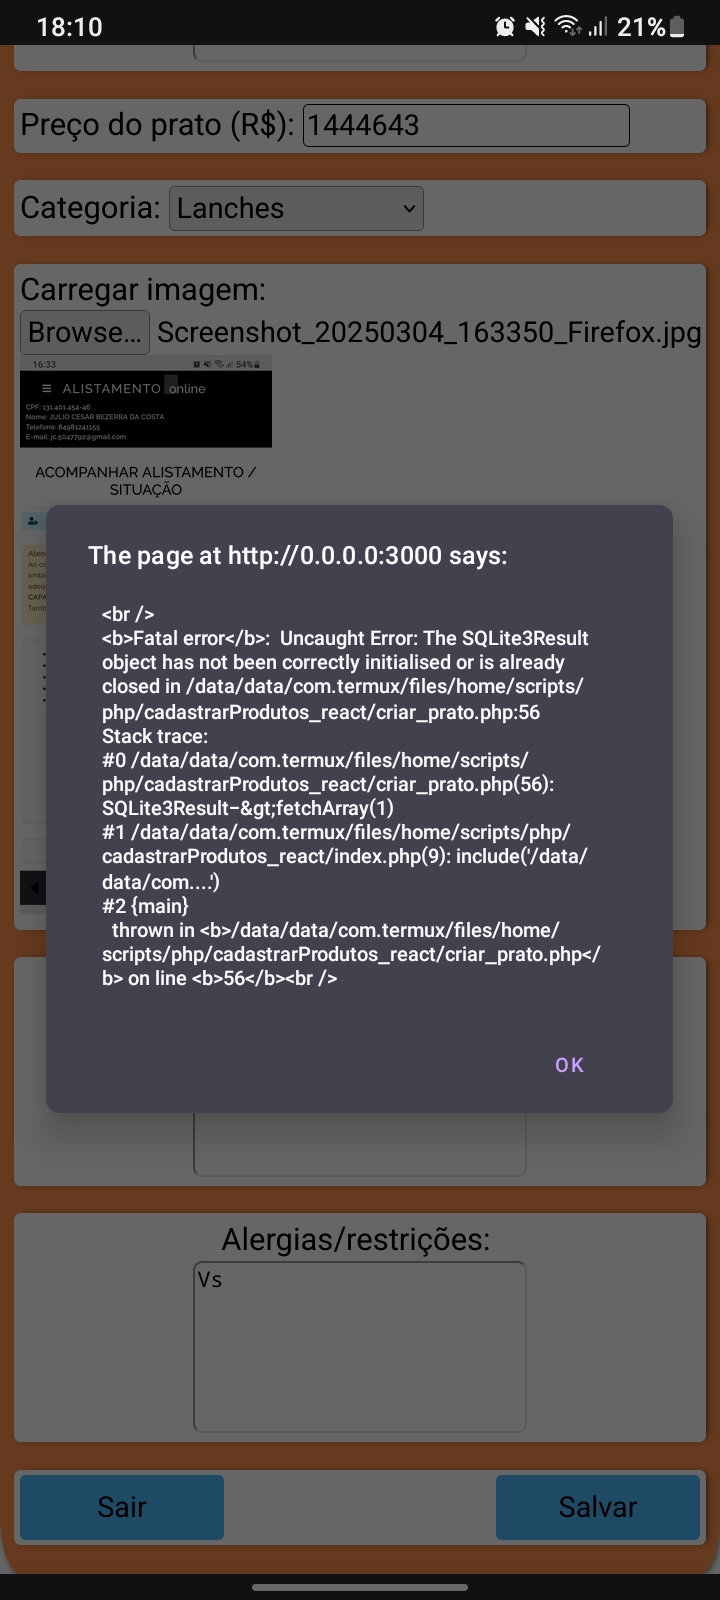 18:10
21%
Preço do prato (R$): 1444643
Categoria: Lanches
Carregar imagem:
Browse... Screenshot_20250304_163350_Firefox.jpg
16:33 54%
ALISTAMENTO online
CPF: 131.401.454-46
Nome: JULIO CESAR BEZERRA DA COSTA
Telefone: 84981241155
E-mail: jc.5047792@gmail.com
ACOMPANHAR ALISTAMENTO /
SITUAÇÃO
The page at http://0.0.0.0:3000 says:
<br />
<b>Fatal error</b>:  Uncaught Error: The SQLite3Result
object has not been correctly initialised or is already
closed in /data/data/com.termux/files/home/scripts/
php/cadastrarProdutos_react/criar_prato.php:56
Stack trace:
#0 /data/data/com.termux/files/home/scripts/
php/cadastrarProdutos_react/criar_prato.php(56):
SQLite3Result-&gt;fetchArray(1)
#1 /data/data/com.termux/files/home/scripts/php/
cadastrarProdutos_react/index.php(9): include('/data/
data/com....')
#2 {main}
  thrown in <b>/data/data/com.termux/files/home/
scripts/php/cadastrarProdutos_react/criar_prato.php</
b> on line <b>56</b><br />
OK
Alergias/restrições:
Vs
Sair
Salvar